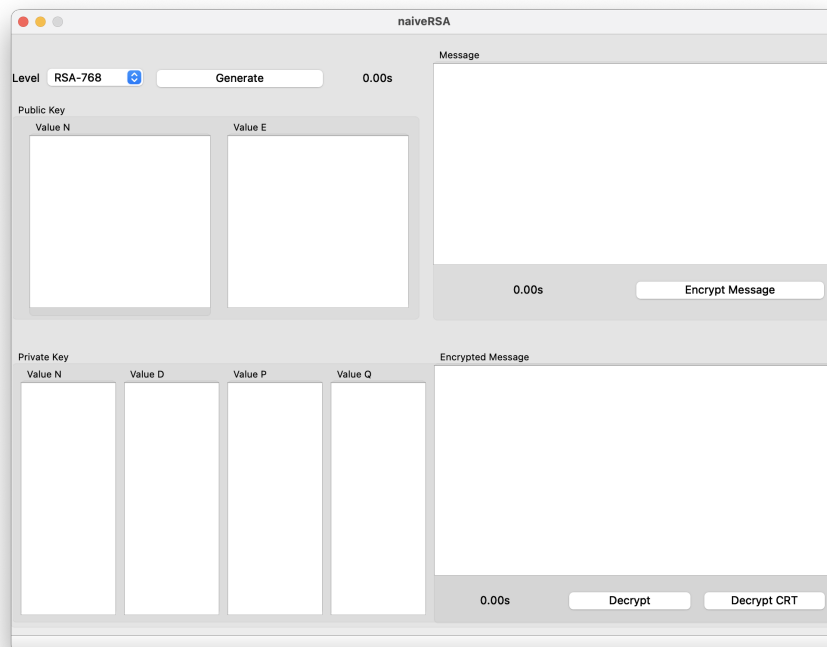 naiveRSA
Level RSA-768 Generate 0.00s
Public Key
Value N Value E
Message
0.00s Encrypt Message
Private Key
Value N Value D Value P Value Q
Encrypted Message
0.00s Decrypt Decrypt CRT